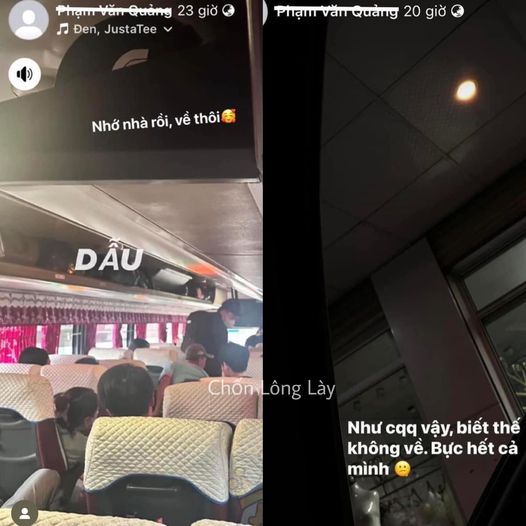 Phạm Văn Quảng 23 giờ
Đen, JustaTee
Nhớ nhà rồi, về thôi🥰
DẪU
Chốn Lông Lày
Phạm Văn Quảng 20 giờ
Như cqq vậy, biết thế
không về. Bực hết cả
mình 🫤